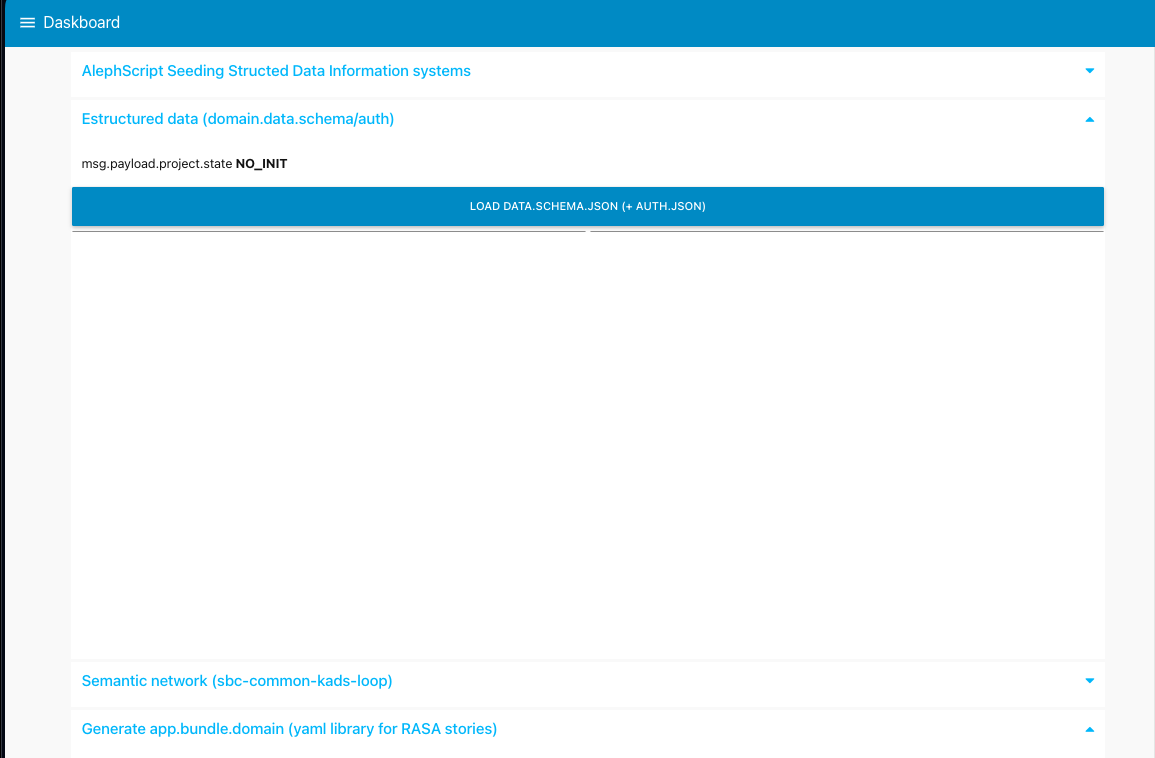 Daskboard
AlephScript Seeding Structed Data Information systems
Estructured data (domain.data.schema/auth)
msg.payload.project.state NO_INIT
LOAD DATA.SCHEMA.JSON (+ AUTH.JSON)
Semantic network (sbc-common-kads-loop)
Generate app.bundle.domain (yaml library for RASA stories)